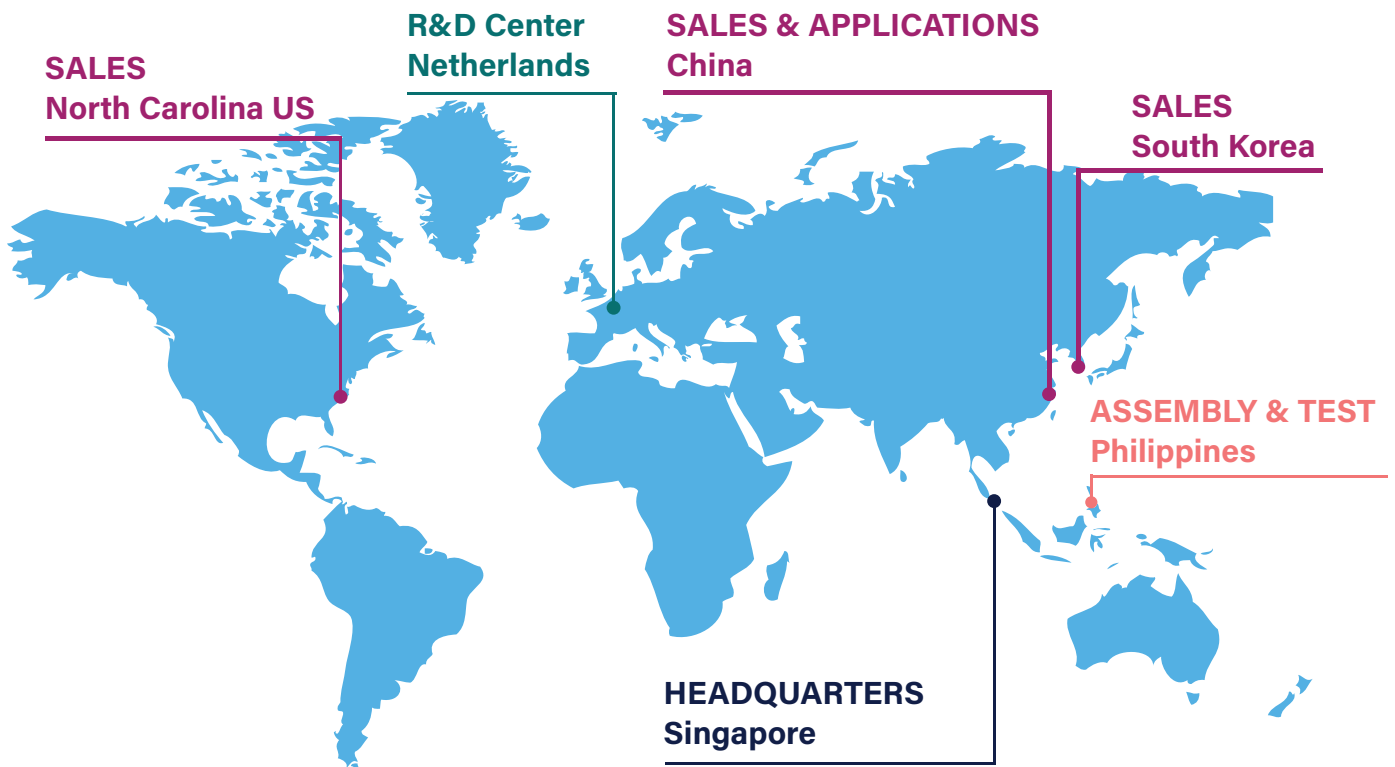 R&D Center
Netherlands
SALES & APPLICATIONS
China
SALES
North Carolina US
SALES
South Korea
ASSEMBLY & TEST
Philippines
HEADQUARTERS
Singapore